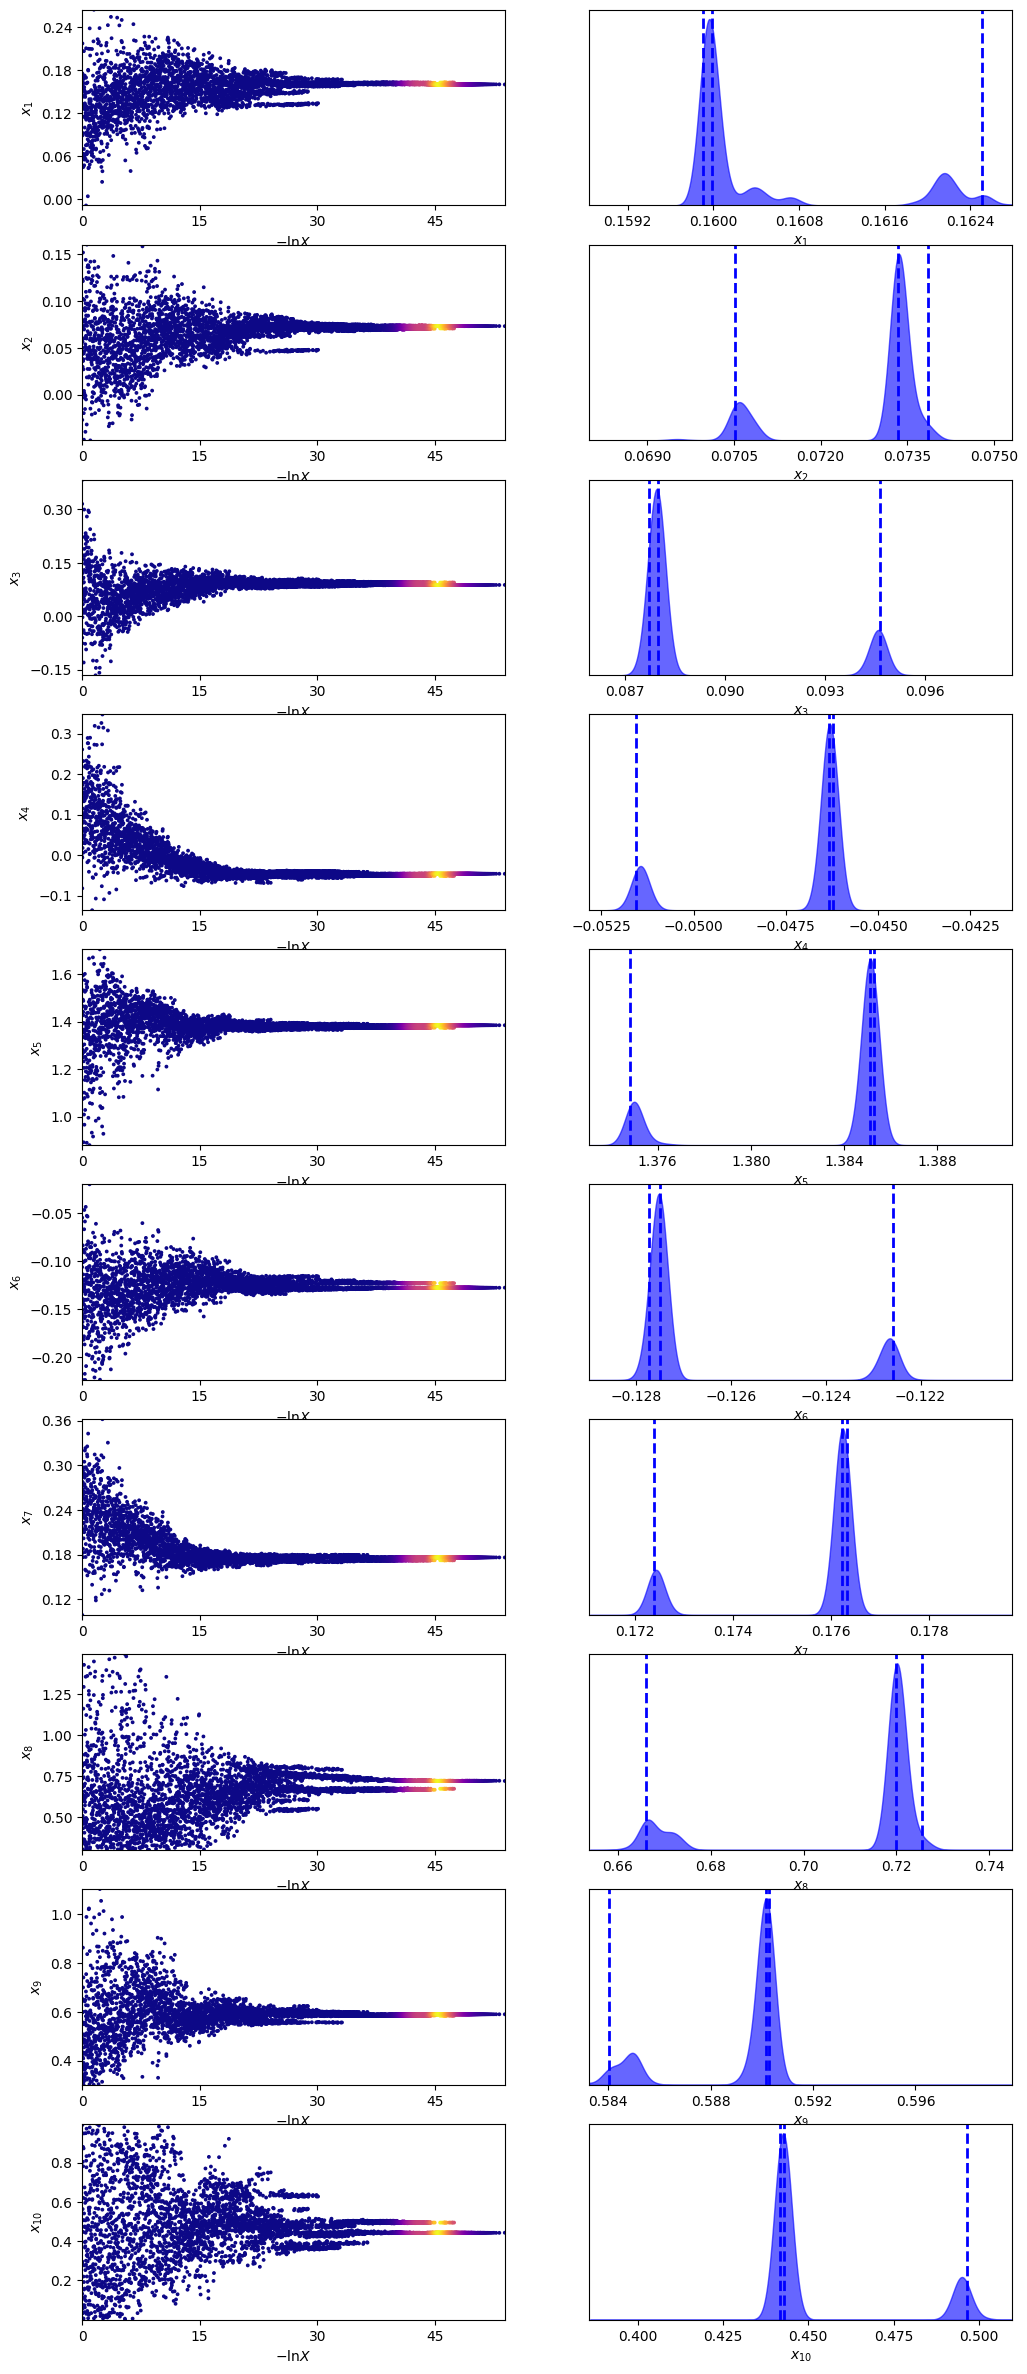 0.24
0.18
0.12
0.06
0.00
x₁
0 15 30 45
−ln X
0.1592 0.1600 0.1608 0.1616 0.1624
x₁
0.15
0.10
0.05
0.00
x₂
0 15 30 45
−ln X
0.0690 0.0705 0.0720 0.0735 0.0750
x₂
0.30
0.15
0.00
−0.15
x₃
0 15 30 45
−ln X
0.087 0.090 0.093 0.096
x₃
0.3
0.2
0.1
0.0
−0.1
x₄
0 15 30 45
−ln X
−0.0525 −0.0500 −0.0475 −0.0450 −0.0425
x₄
1.6
1.4
1.2
1.0
x₅
0 15 30 45
−ln X
1.376 1.380 1.384 1.388
x₅
−0.05
−0.10
−0.15
−0.20
x₆
0 15 30 45
−ln X
−0.128 −0.126 −0.124 −0.122
x₆
0.36
0.30
0.24
0.18
0.12
x₇
0 15 30 45
−ln X
0.172 0.174 0.176 0.178
x₇
1.25
1.00
0.75
0.50
x₈
0 15 30 45
−ln X
0.66 0.68 0.70 0.72 0.74
x₈
1.0
0.8
0.6
0.4
x₉
0 15 30 45
−ln X
0.584 0.588 0.592 0.596
x₉
0.8
0.6
0.4
0.2
x₁₀
0 15 30 45
−ln X
0.400 0.425 0.450 0.475 0.500
x₁₀